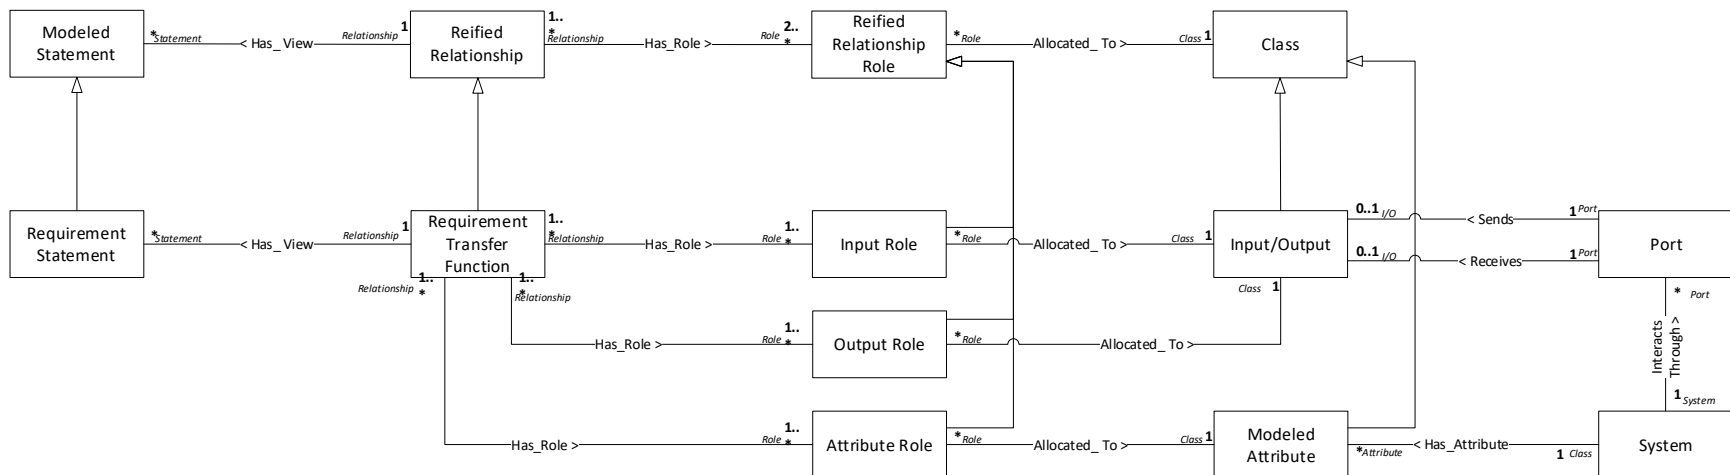 Modeled
Statement
*
Statement
< Has_ View
Relationship
1
Reified
Relationship
1..
*
Relationship
Has_Role >
Role
2..
*
Reified
Relationship
Role
*
Role
Allocated_ To >
Class
1
Class
Requirement
Statement
*
Statement
< Has_ View
Relationship
1
Requirement
Transfer
Function
1..
*
Relationship
Has_Role >
Role
1..
*
Input Role
*
Role
Allocated_ To >
Class
1
Input/Output
0..1
I/O
< Sends
1
Port
0..1
I/O
< Receives
1
Port
Port
Relationship
1..
*
1..
*
Relationship
Has_Role >
Role
1..
*
Output Role
*
Role
Allocated_ To >
Class
1
*
Port
Interacts
Through >
1
System
Has_Role >
Role
1..
*
Attribute Role
*
Role
Allocated_ To >
Class
1
Modeled
Attribute
*
Attribute
< Has_Attribute
1
Class
System